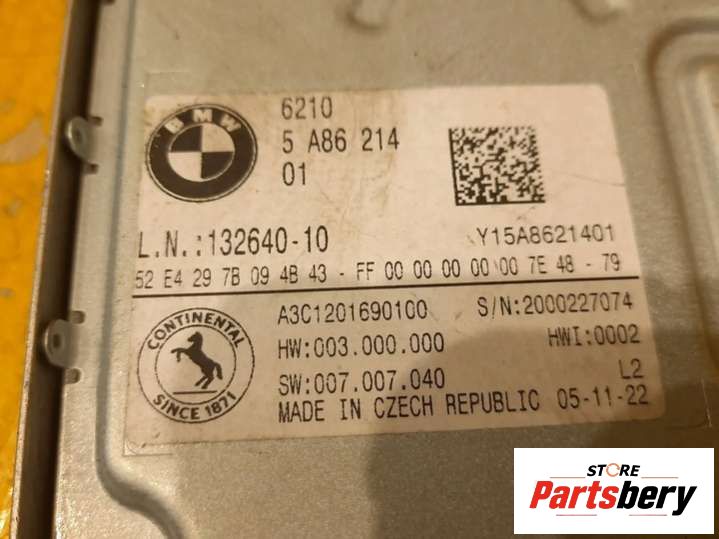 BMW
6210
5 A86 214
01
L.N.:132640-10
Y15A8621401
52 E4 29 7B 09 4B 43 - FF 00 00 00 00 00 7E 48 - 79
CONTINENTAL
SINCE 1871
A3C1201690100
S/N:2000227074
HW:003.000.000
HWI:0002
SW:007.007.040
L2
MADE IN CZECH REPUBLIC
05-11-22
STORE
Partsbery